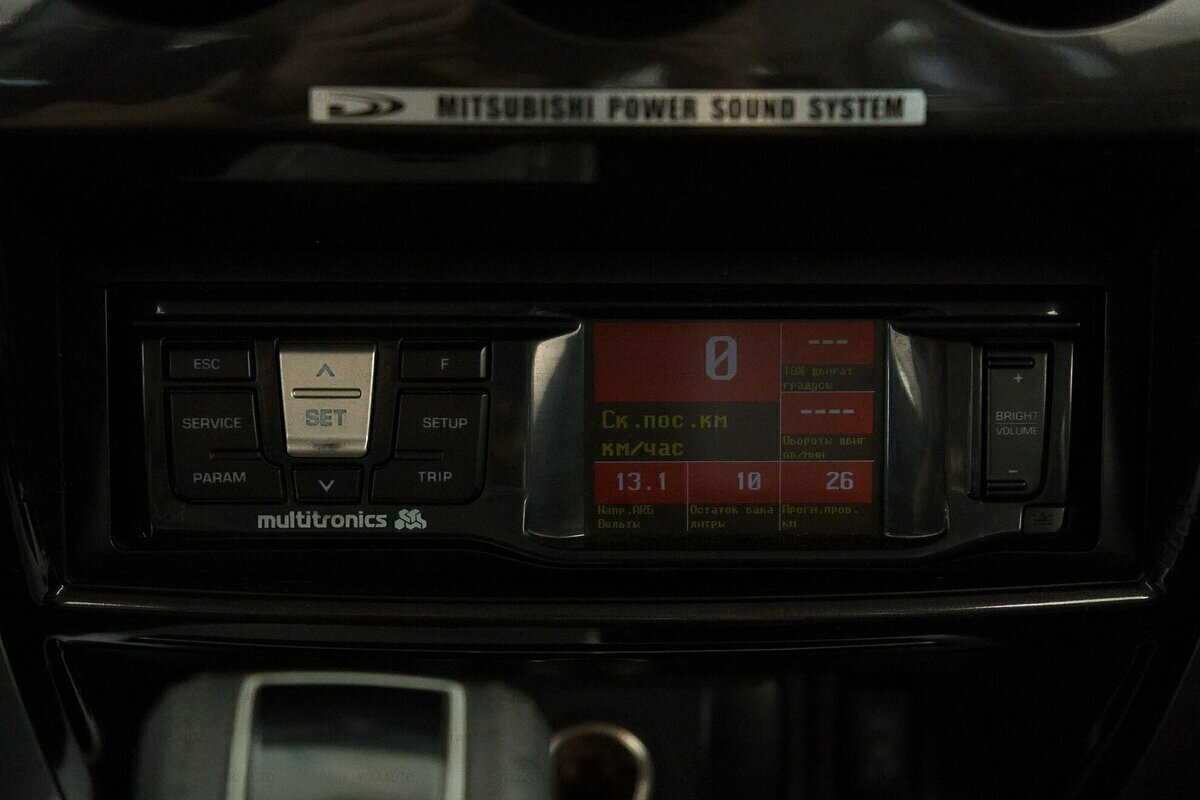 MITSUBISHI POWER SOUND SYSTEM
ESC
F
SET
SERVICE
SETUP
PARAM
TRIP
multitronics
0
---
ТОЖ двигат
градусы
Ск.пос.км
км/час
----
Обороты двиг
об/мин
13.1
10
26
Напр.АКБ
Вольты
Остаток бака
литры
Прогн.проб.
км
+
BRIGHT
VOLUME
-